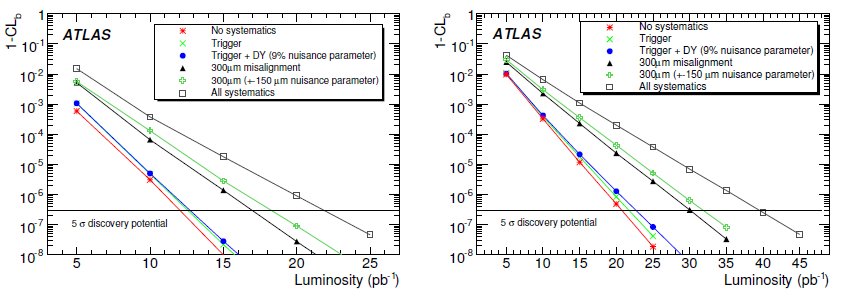 1-CLb
1
10-1
10-2
10-3
10-4
10-5
10-6
10-7
10-8
ATLAS
No systematics
Trigger
Trigger + DY (9% nuisance parameter)
300μm misalignment
300μm (+-150 μm nuisance parameter)
All systematics
5 σ discovery potential
5 10 15 20 25
Luminosity (pb-1)
1-CLb
1
10-1
10-2
10-3
10-4
10-5
10-6
10-7
10-8
ATLAS
No systematics
Trigger
Trigger + DY (9% nuisance parameter)
300μm misalignment
300μm (+-150 μm nuisance parameter)
All systematics
5 σ discovery potential
5 10 15 20 25 30 35 40 45
Luminosity (pb-1)